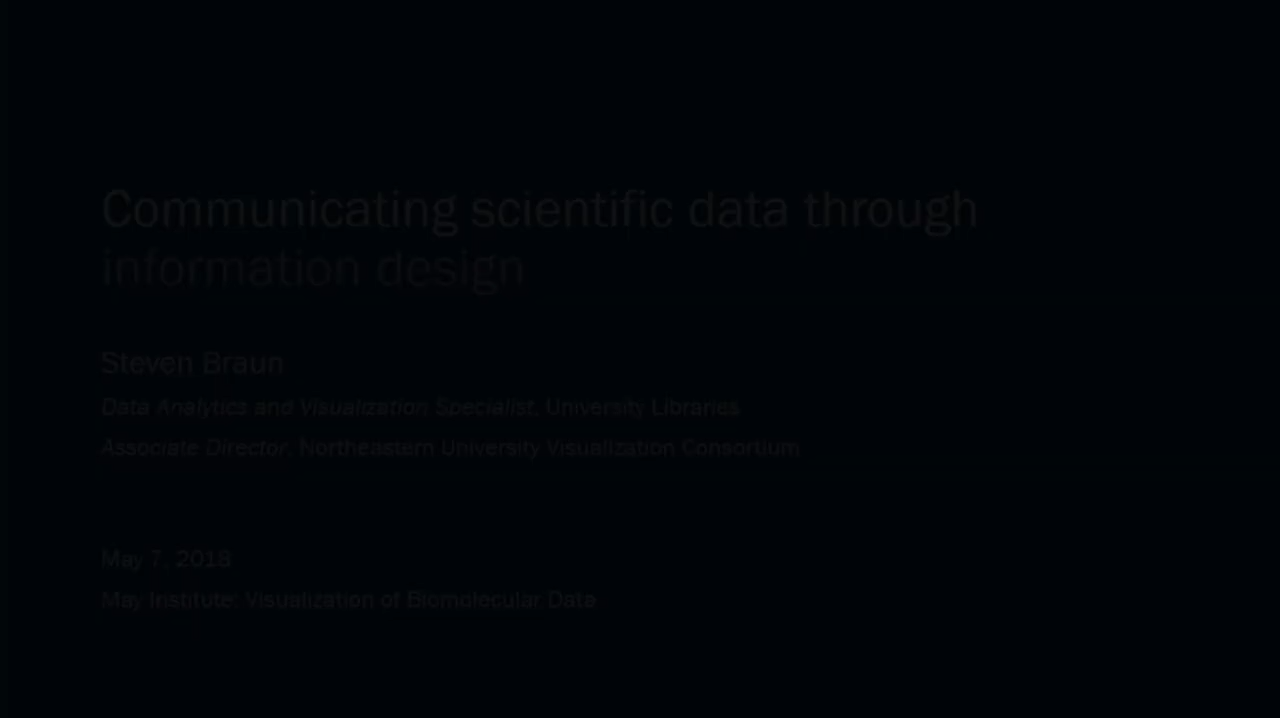 Communicating scientific data through
information design
Steven Braun
Data Analytics and Visualization Specialist, University Libraries
Associate Director, Northeastern University Visualization Consortium
May 7, 2018
May Institute: Visualization of Biomolecular Data